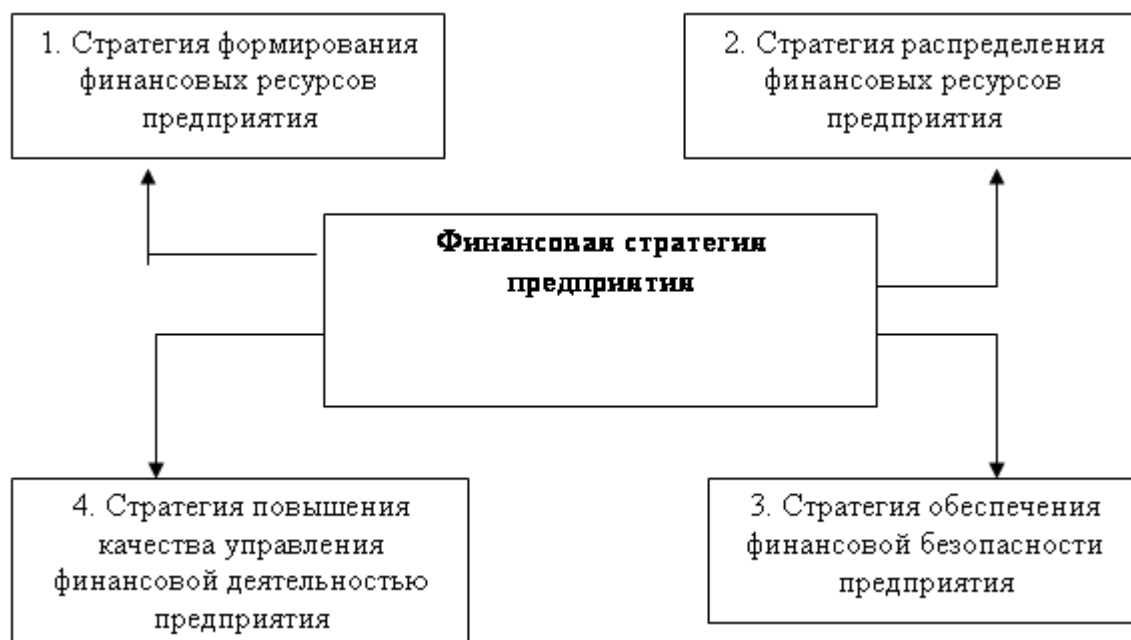 1. Стратегия формирования
финансовых ресурсов
предприятия
2. Стратегия распределения
финансовых ресурсов
предприятия
Финансовая стратегия
предприятия
4. Стратегия повышения
качества управления
финансовой деятельностью
предприятия
3. Стратегия обеспечения
финансовой безопасности
предприятия